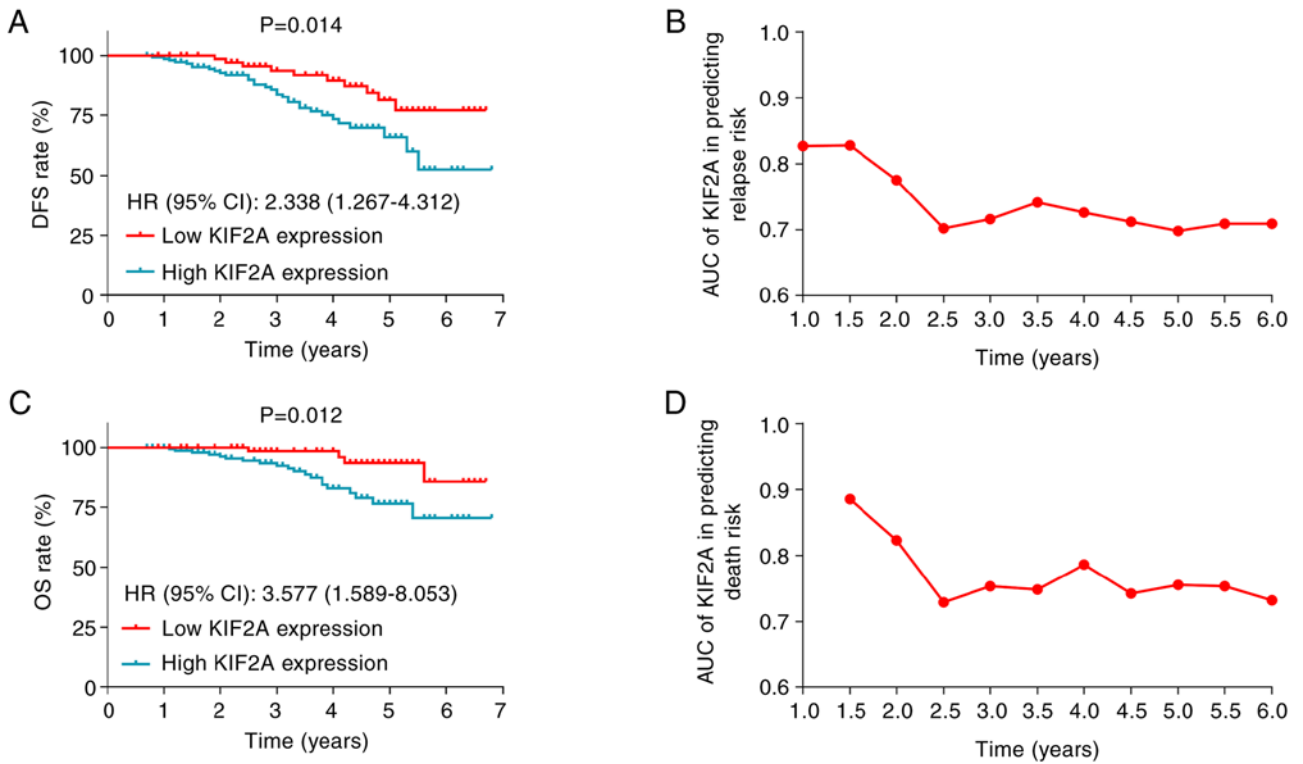 A
P=0.014
100
75
50
25
0
DFS rate (%)
HR (95% CI): 2.338 (1.267-4.312)
Low KIF2A expression
High KIF2A expression
0 1 2 3 4 5 6 7
Time (years)
B
AUC of KIF2A in predicting
relapse risk
1.0
0.9
0.8
0.7
0.6
1.0 1.5 2.0 2.5 3.0 3.5 4.0 4.5 5.0 5.5 6.0
Time (years)
C
P=0.012
100
75
50
25
0
OS rate (%)
HR (95% CI): 3.577 (1.589-8.053)
Low KIF2A expression
High KIF2A expression
0 1 2 3 4 5 6 7
Time (years)
D
AUC of KIF2A in predicting
death risk
1.0
0.9
0.8
0.7
0.6
1.0 1.5 2.0 2.5 3.0 3.5 4.0 4.5 5.0 5.5 6.0
Time (years)